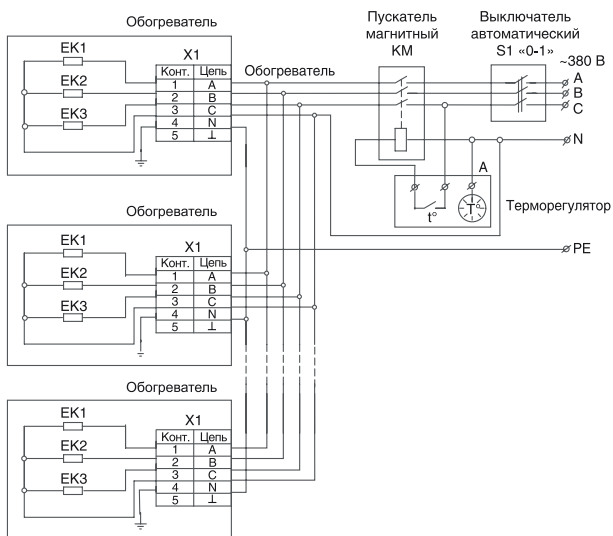 Обогреватель
Пускатель
магнитный
KM
Выключатель
автоматический
S1 «0-1»
~380 В
EK1
EK2
EK3
X1
Конт. Цепь
1 A
2 B
3 C
4 N
5 ⊥
Обогреватель
A
B
C
N
A
t°
T°
Терморегулятор
PE
Обогреватель
EK1
EK2
EK3
X1
Конт. Цепь
1 A
2 B
3 C
4 N
5 ⊥
Обогреватель
EK1
EK2
EK3
X1
Конт. Цепь
1 A
2 B
3 C
4 N
5 ⊥